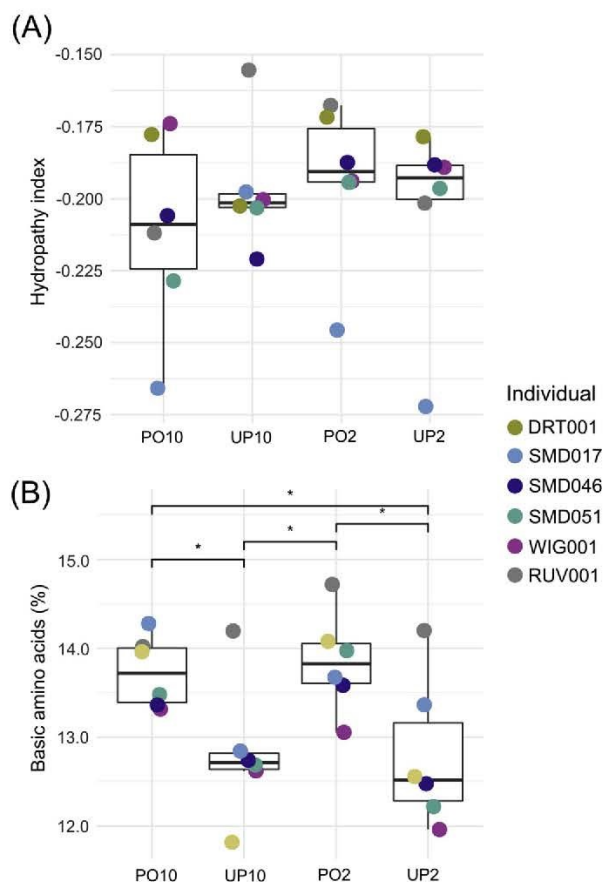 (A)
-0.150
-0.175
-0.200
-0.225
-0.250
-0.275
Hydropathy index
PO10 UP10 PO2 UP2
Individual
DRT001
SMD017
SMD046
SMD051
WIG001
RUV001
(B)
*
*
*
*
15.0
14.0
13.0
12.0
Basic amino acids (%)
PO10 UP10 PO2 UP2